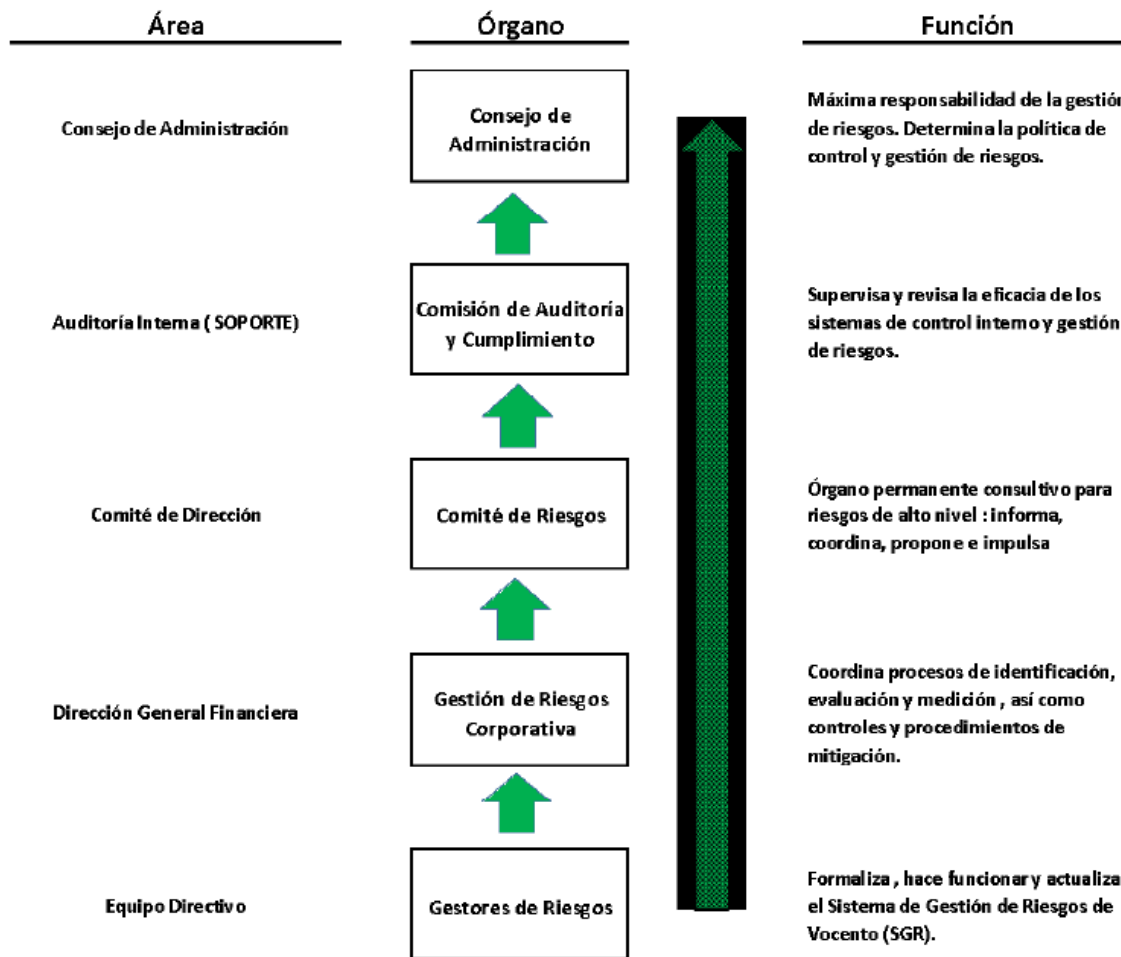 Área
Órgano
Función
Consejo de Administración
Consejo de
Administración
Máxima responsabilidad de la gestión
de riesgos. Determina la política de
control y gestión de riesgos.
Auditoría Interna ( SOPORTE)
Comisión de Auditoría
y Cumplimiento
Supervisa y revisa la eficacia de los
sistemas de control interno y gestión
de riesgos.
Comité de Dirección
Comité de Riesgos
Órgano permanente consultivo para
riesgos de alto nivel : informa,
coordina, propone e impulsa
Dirección General Financiera
Gestión de Riesgos
Corporativa
Coordina procesos de identificación,
evaluación y medición , así como
controles y procedimientos de
mitigación.
Equipo Directivo
Gestores de Riesgos
Formaliza , hace funcionar y actualiza
el Sistema de Gestión de Riesgos de
Vocento (SGR).